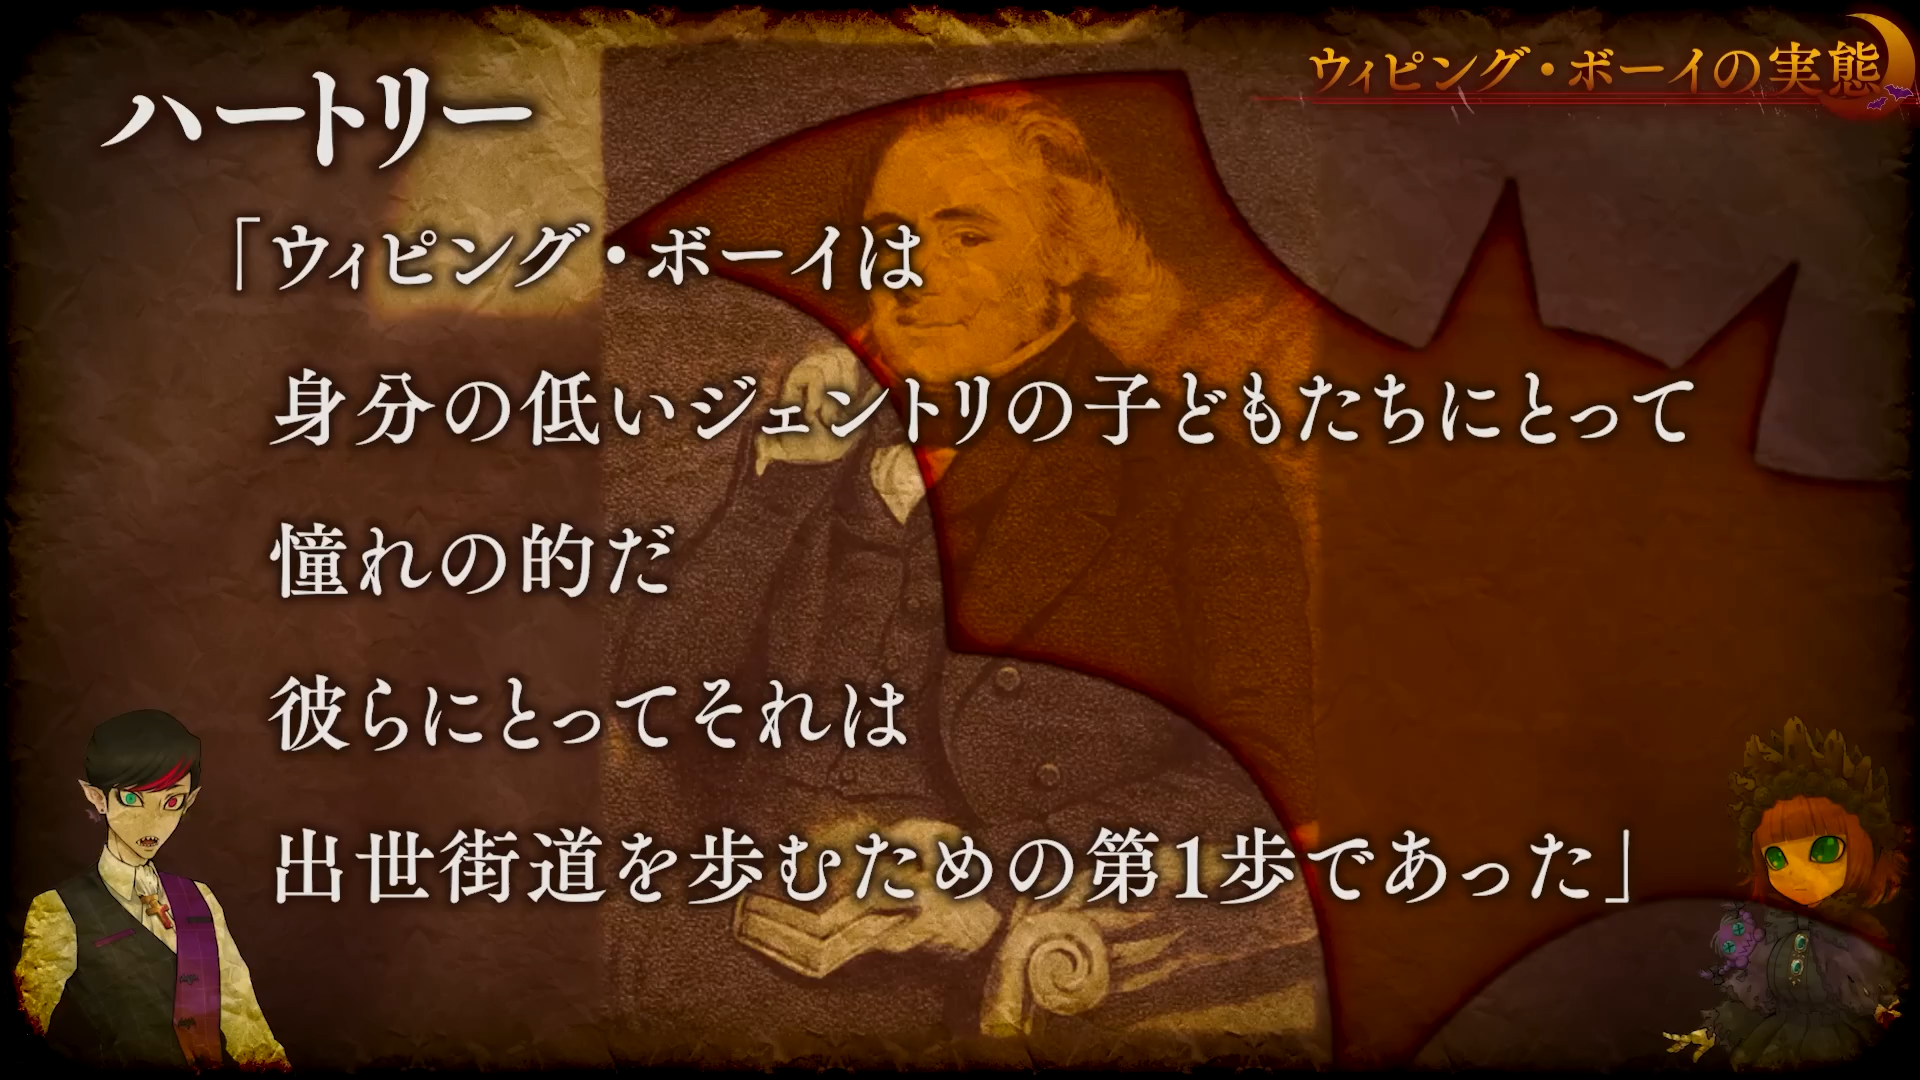 ウィピング・ボーイの実態
ハートリー
「ウィピング・ボーイは
身分の低いジェントリの子どもたちにとって
憧れの的だ
彼らにとってそれは
出世街道を歩むための第1歩であった」